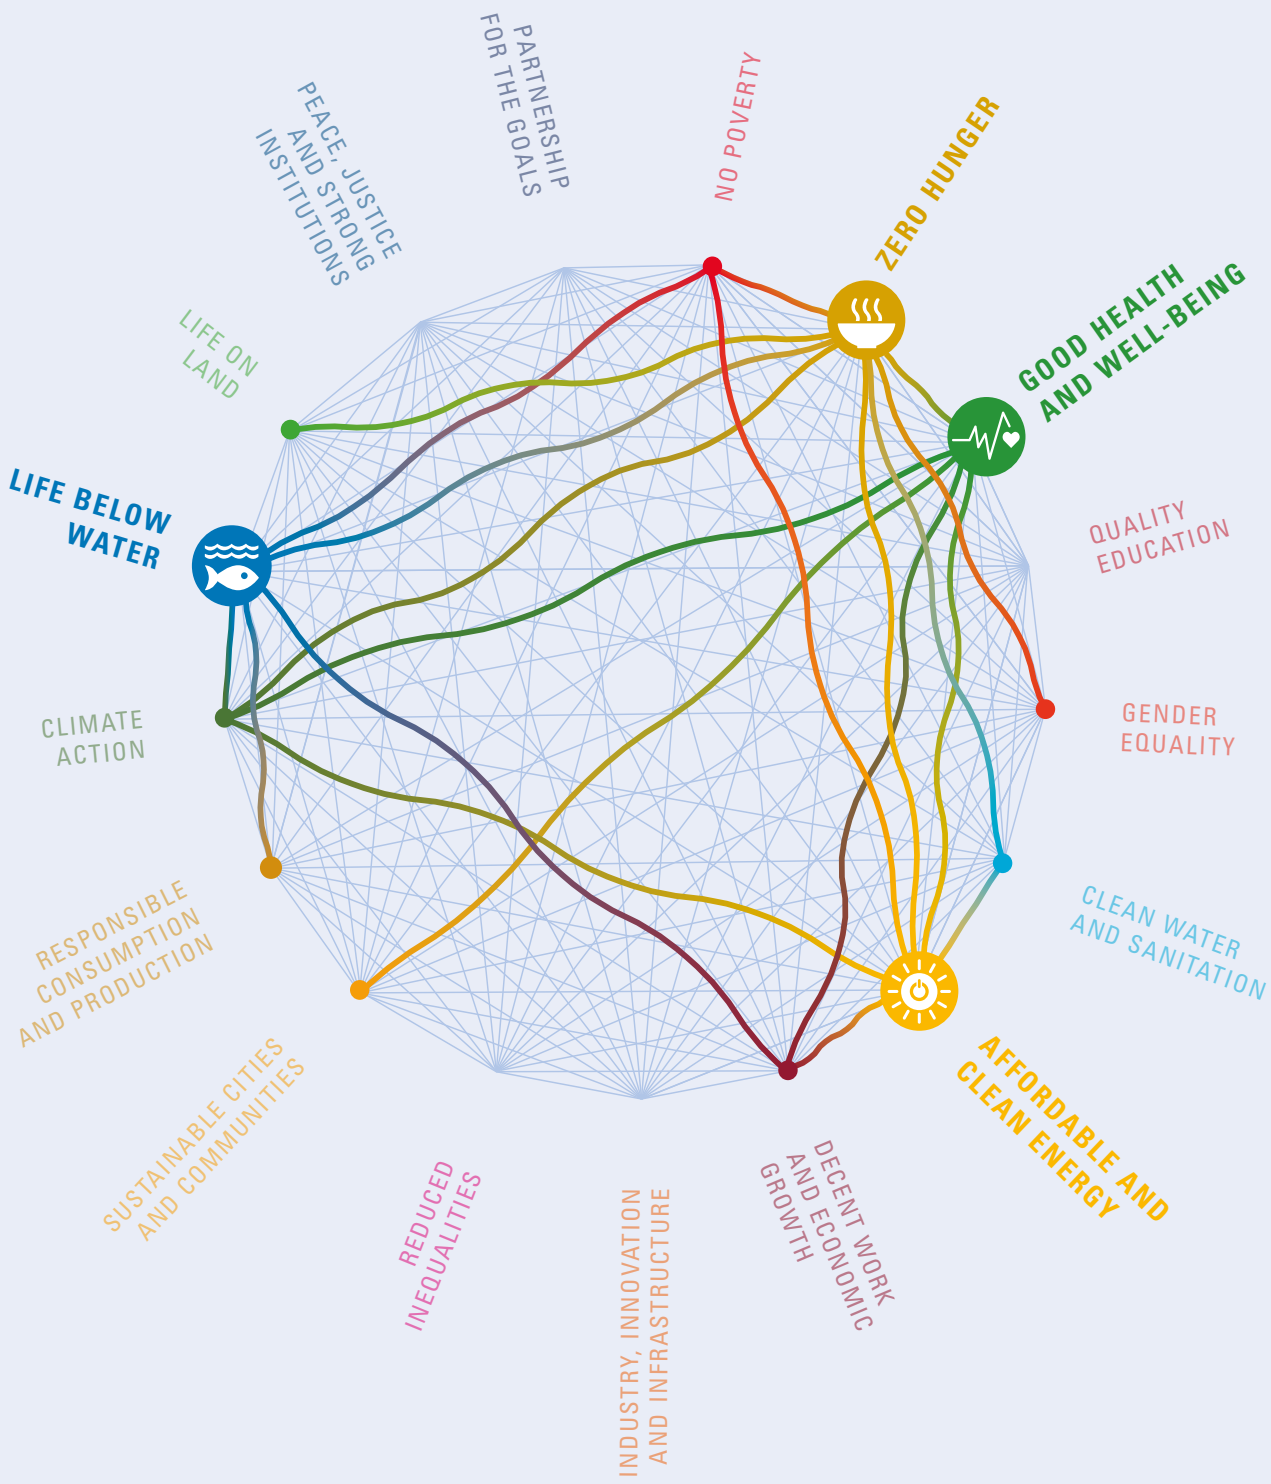 PARTNERSHIP
FOR THE GOALS
NO POVERTY
ZERO HUNGER
GOOD HEALTH
AND WELL-BEING
QUALITY
EDUCATION
GENDER
EQUALITY
CLEAN WATER
AND SANITATION
AFFORDABLE AND
CLEAN ENERGY
DECENT WORK
AND ECONOMIC
GROWTH
INDUSTRY, INNOVATION
AND INFRASTRUCTURE
REDUCED
INEQUALITIES
SUSTAINABLE CITIES
AND COMMUNITIES
RESPONSIBLE
CONSUMPTION
AND PRODUCTION
CLIMATE
ACTION
LIFE BELOW
WATER
LIFE ON
LAND
PEACE, JUSTICE
AND STRONG
INSTITUTIONS